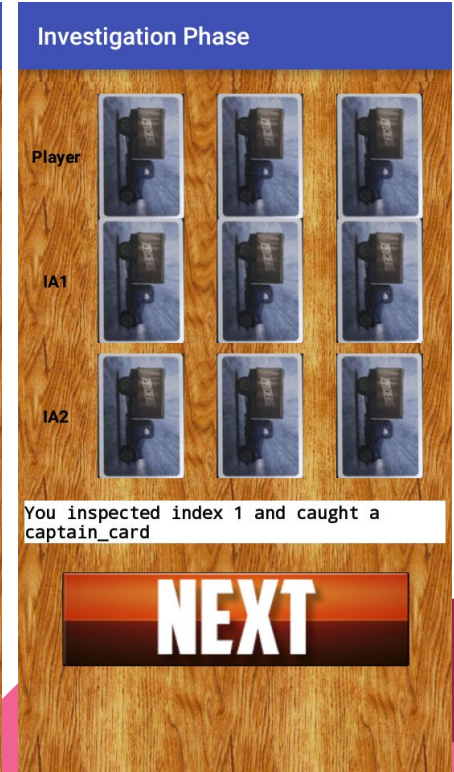 Investigation Phase
Player
IA1
IA2
You inspected index 1 and caught a
captain_card
NEXT